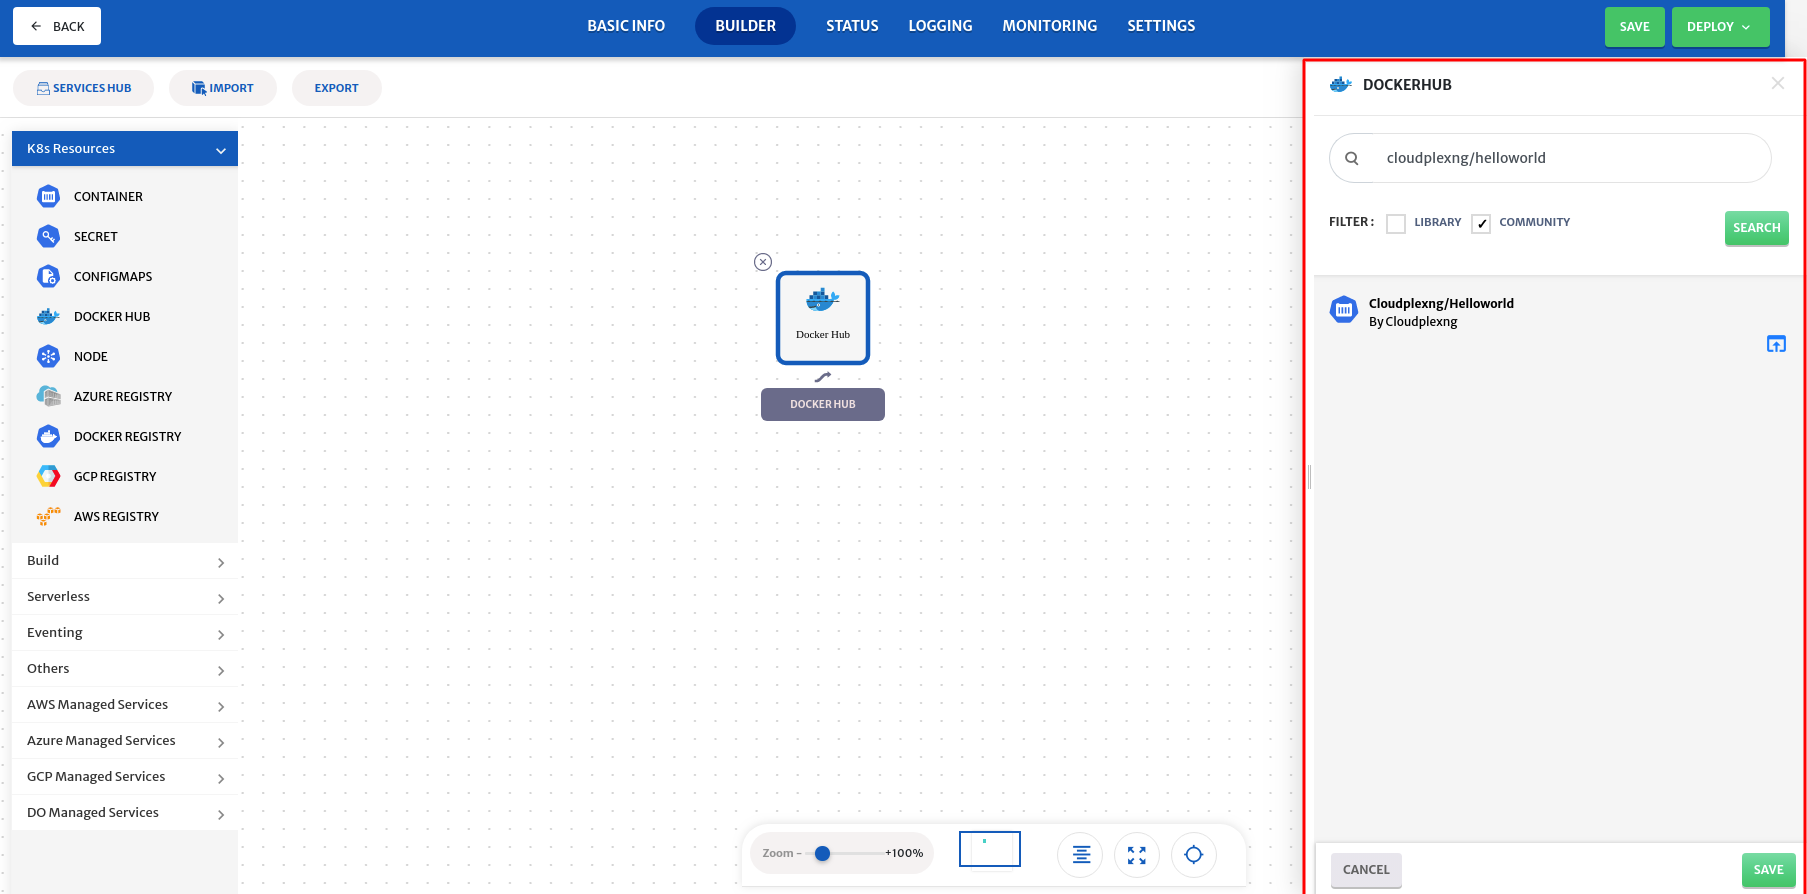 BACK
BASIC INFO
BUILDER
STATUS
LOGGING
MONITORING
SETTINGS
SAVE
DEPLOY
SERVICES HUB
IMPORT
EXPORT
K8s Resources
CONTAINER
SECRET
CONFIGMAPS
DOCKER HUB
NODE
AZURE REGISTRY
DOCKER REGISTRY
GCP REGISTRY
AWS REGISTRY
Build
Serverless
Eventing
Others
AWS Managed Services
Azure Managed Services
GCP Managed Services
DO Managed Services
Docker Hub
DOCKER HUB
Zoom - +100%
DOCKERHUB
cloudplexng/helloworld
FILTER : LIBRARY COMMUNITY
SEARCH
Cloudplexng/Helloworld
By Cloudplexng
CANCEL
SAVE